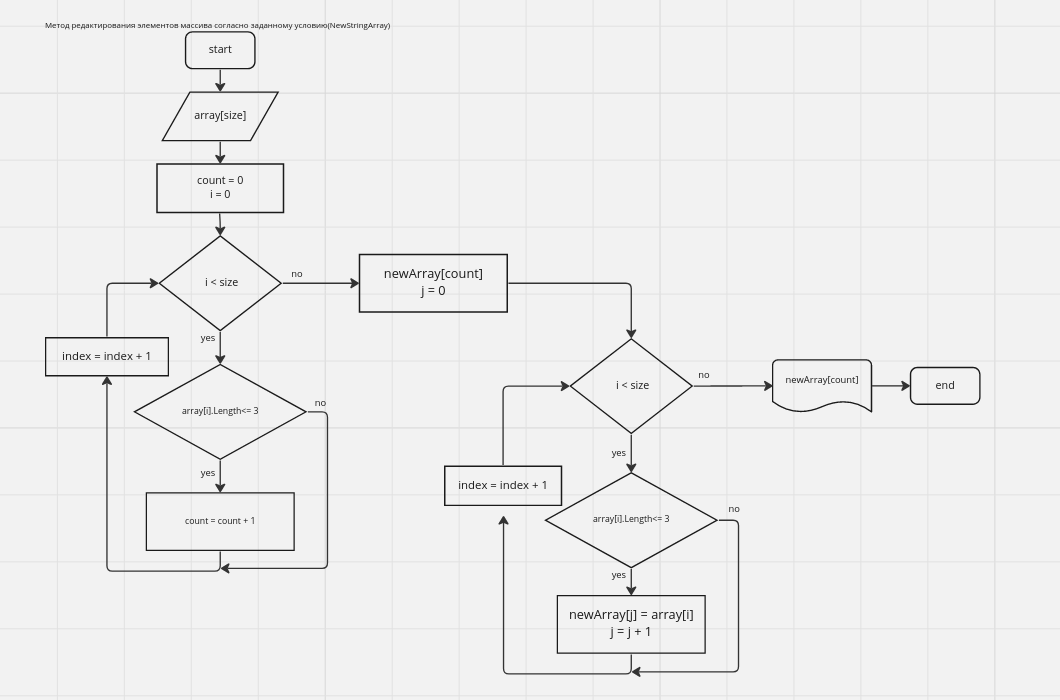 Метод редактирования элементов массива согласно заданному условию(NewStringArray)
start
array[size]
count = 0
i = 0
i < size
no
yes
index = index + 1
array[i].Length<= 3
no
yes
count = count + 1
newArray[count]
j = 0
i < size
no
yes
index = index + 1
array[i].Length<= 3
no
yes
newArray[j] = array[i]
j = j + 1
newArray[count]
end